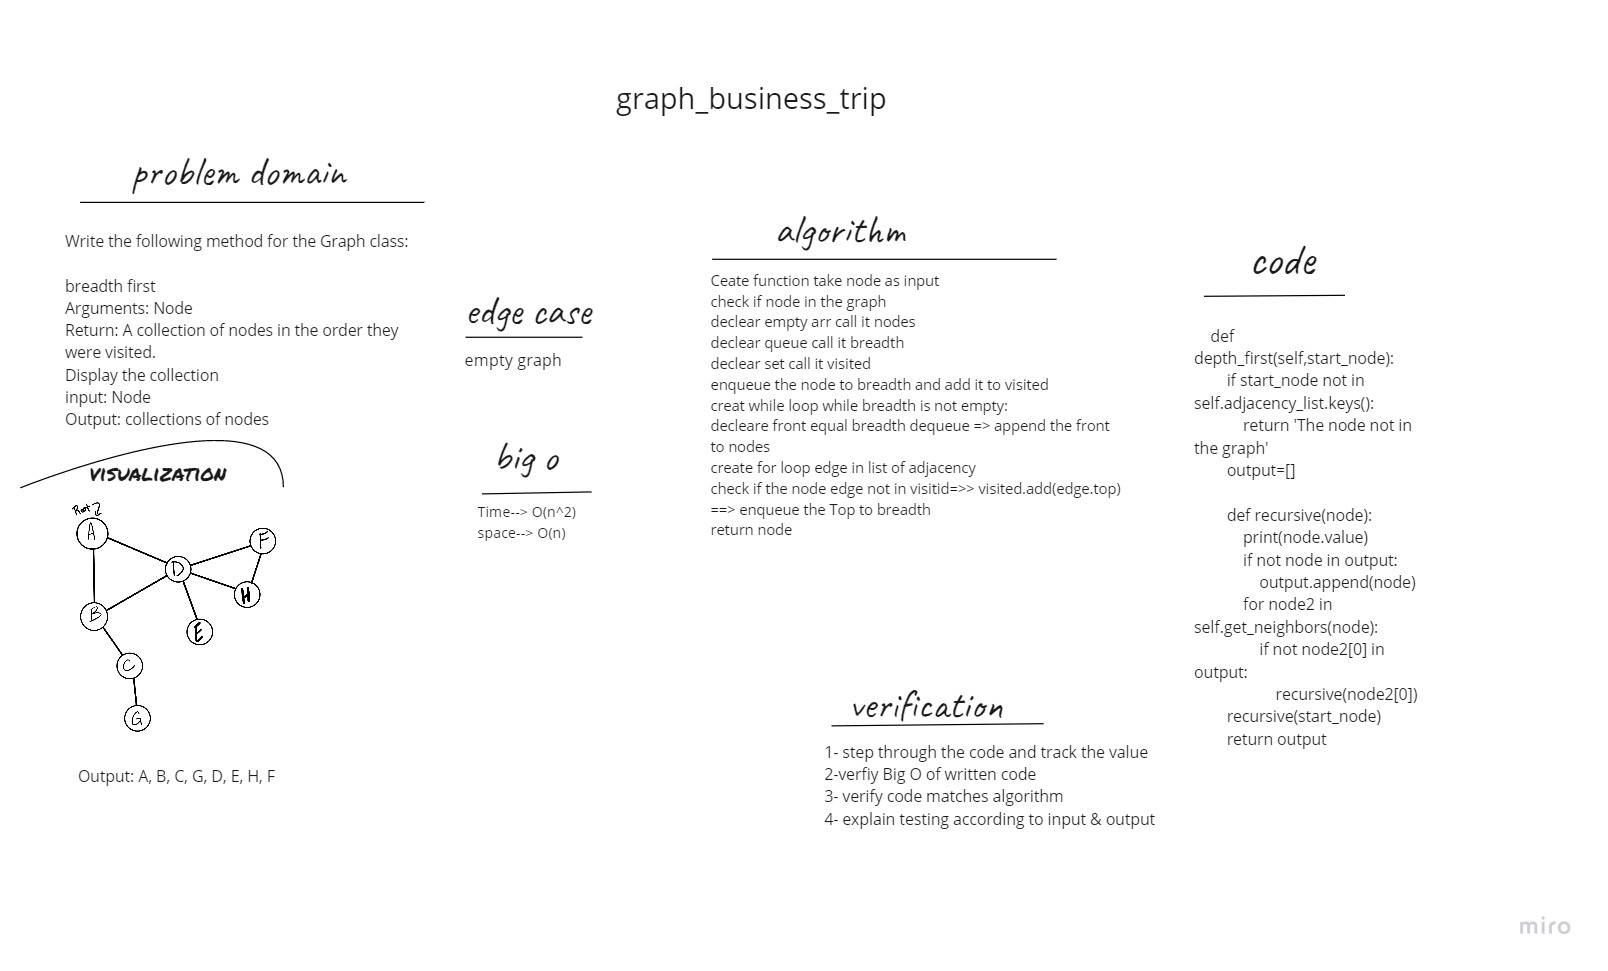 graph_business_trip
problem domain
Write the following method for the Graph class:
breadth first
Arguments: Node
Return: A collection of nodes in the order they
were visited.
Display the collection
input: Node
Output: collections of nodes
VISUALIZATION
Root
A
F
D
H
B
E
C
G
Output: A, B, C, G, D, E, H, F
edge case
empty graph
big o
Time--> O(n^2)
space--> O(n)
algorithm
Ceate function take node as input
check if node in the graph
declear empty arr call it nodes
declear queue call it breadth
declear set call it visited
enqueue the node to breadth and add it to visited
creat while loop while breadth is not empty:
decleare front equal breadth dequeue => append the front
to nodes
create for loop edge in list of adjacency
check if the node edge not in visitid=>> visited.add(edge.top)
==> enqueue the Top to breadth
return node
verification
1- step through the code and track the value
2-verfiy Big O of written code
3- verify code matches algorithm
4- explain testing according to input & output
code
def
depth_first(self,start_node):
if start_node not in
self.adjacency_list.keys():
return 'The node not in
the graph'
output=[]
def recursive(node):
print(node.value)
if not node in output:
output.append(node)
for node2 in
self.get_neighbors(node):
if not node2[0] in
output:
recursive(node2[0])
recursive(start_node)
return output
miro